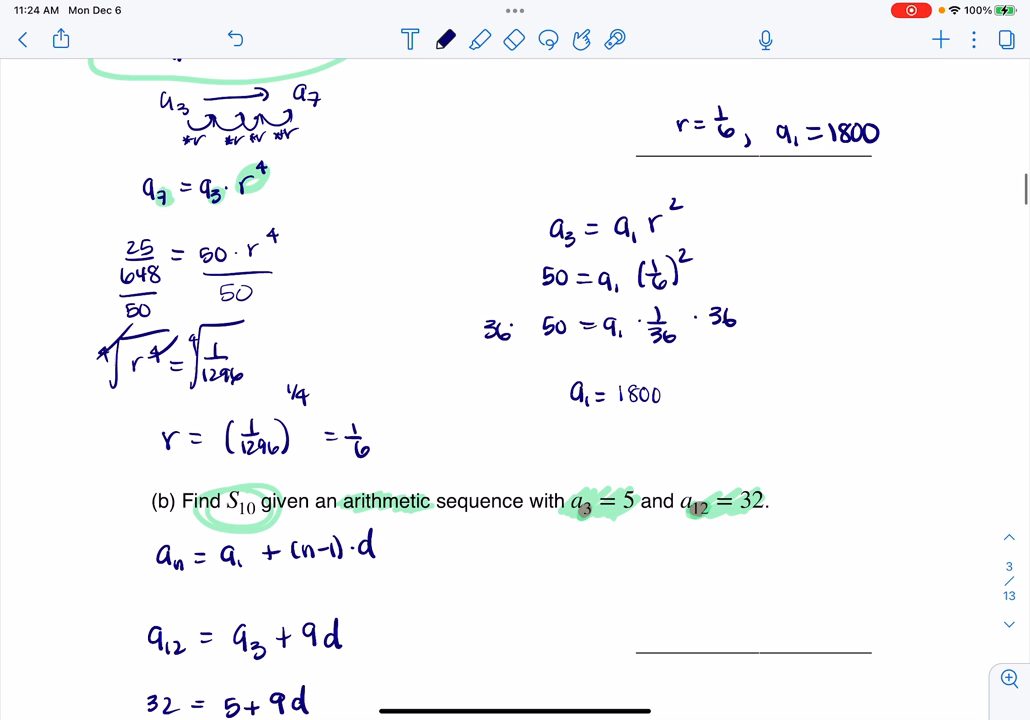 11:24 AM Mon Dec 6
100%
a₃ → a₇
*r *r *r *r
a₇ = a₃ · r⁴
25/648 / 50 = 50 · r⁴ / 50
⁴√r⁴ = ⁴√1/1296
r = (1/1296)^1/4 = 1/6
r = 1/6, a₁ = 1800
a₃ = a₁ r²
50 = a₁ (1/6)²
36· 50 = a₁ · 1/36 · 36
a₁ = 1800
(b) Find S₁₀ given an arithmetic sequence with a₃ = 5 and a₁₂ = 32.
aₙ = a₁ + (n-1)·d
a₁₂ = a₃ + 9d
32 = 5 + 9d
3
/
13